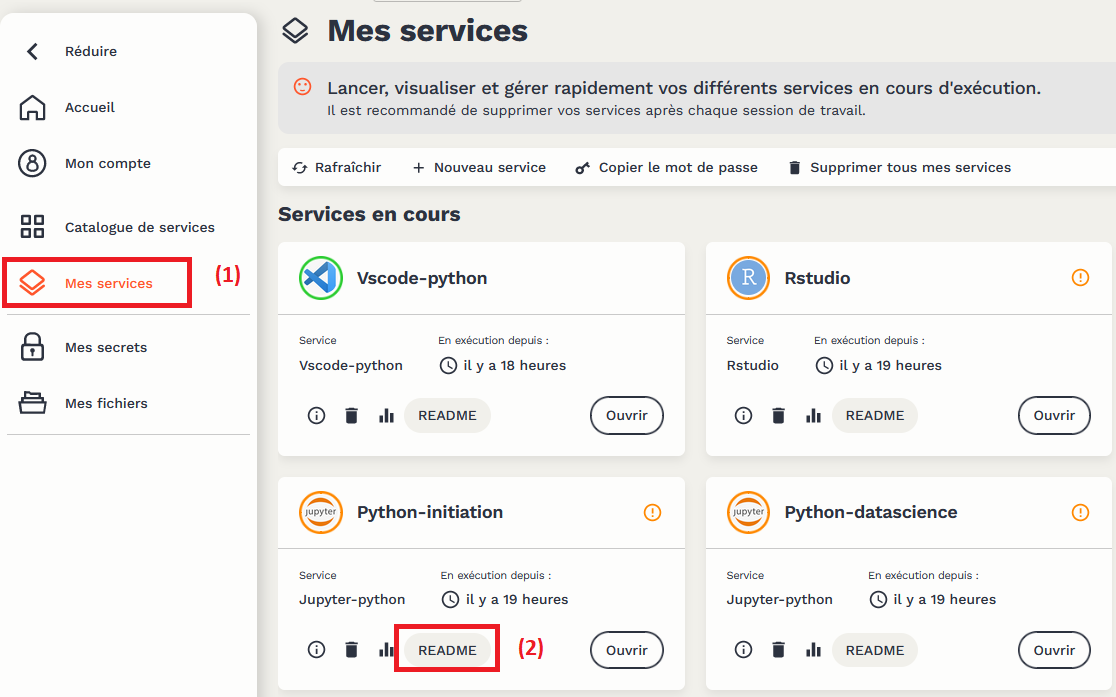 Réduire
Accueil
Mon compte
Catalogue de services
Mes services
(1)
Mes secrets
Mes fichiers
Mes services
Lancer, visualiser et gérer rapidement vos différents services en cours d'exécution.
Il est recommandé de supprimer vos services après chaque session de travail.
Rafraîchir
Nouveau service
Copier le mot de passe
Supprimer tous mes services
Services en cours
Vscode-python
Service
En exécution depuis :
Vscode-python
il y a 18 heures
README
Ouvrir
R
Rstudio
Service
En exécution depuis :
Rstudio
il y a 19 heures
README
Ouvrir
jupyter
Python-initiation
Service
En exécution depuis :
Jupyter-python
il y a 19 heures
README
(2)
Ouvrir
jupyter
Python-datascience
Service
En exécution depuis :
Jupyter-python
il y a 19 heures
README
Ouvrir